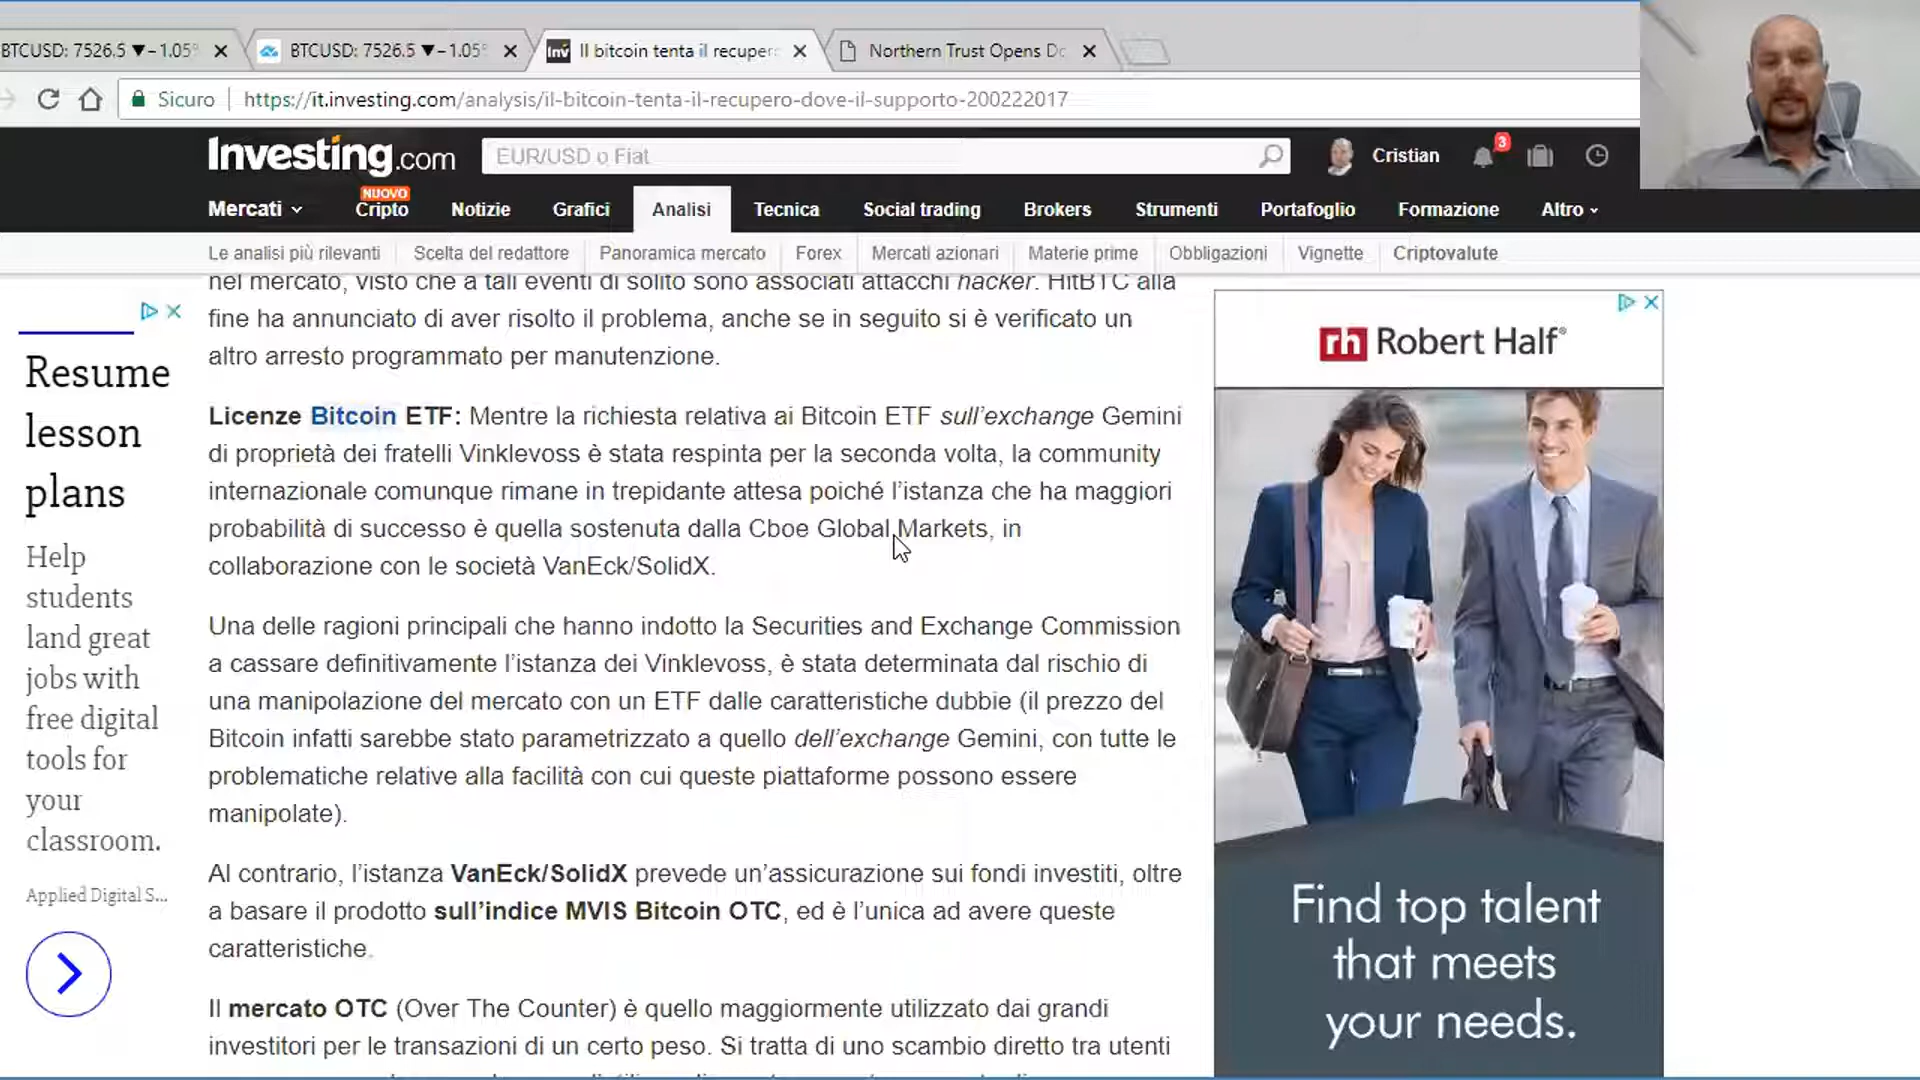 BTCUSD: 7526.5 ▼−1.05%
BTCUSD: 7526.5 ▼−1.05%
Il bitcoin tenta il recuper
Northern Trust Opens Do
Sicuro
https://it.investing.com/analysis/il-bitcoin-tenta-il-recupero-dove-il-supporto-200222017
Investing.com
EUR/USD o Fiat
Cristian
3
NUOVO
Mercati
Cripto
Notizie
Grafici
Analisi
Tecnica
Social trading
Brokers
Strumenti
Portafoglio
Formazione
Altro
Le analisi più rilevanti
Scelta del redattore
Panoramica mercato
Forex
Mercati azionari
Materie prime
Obbligazioni
Vignette
Criptovalute
nel mercato, visto che a tali eventi di solito sono associati attacchi hacker. HitBTC alla
fine ha annunciato di aver risolto il problema, anche se in seguito si è verificato un
altro arresto programmato per manutenzione.
Licenze Bitcoin ETF: Mentre la richiesta relativa ai Bitcoin ETF sull’exchange Gemini
di proprietà dei fratelli Vinklevoss è stata respinta per la seconda volta, la community
internazionale comunque rimane in trepidante attesa poiché l’istanza che ha maggiori
probabilità di successo è quella sostenuta dalla Cboe Global Markets, in
collaborazione con le società VanEck/SolidX.
Una delle ragioni principali che hanno indotto la Securities and Exchange Commission
a cassare definitivamente l’istanza dei Vinklevoss, è stata determinata dal rischio di
una manipolazione del mercato con un ETF dalle caratteristiche dubbie (il prezzo del
Bitcoin infatti sarebbe stato parametrizzato a quello dell’exchange Gemini, con tutte le
problematiche relative alla facilità con cui queste piattaforme possono essere
manipolate).
Al contrario, l’istanza VanEck/SolidX prevede un’assicurazione sui fondi investiti, oltre
a basare il prodotto sull’indice MVIS Bitcoin OTC, ed è l’unica ad avere queste
caratteristiche.
Il mercato OTC (Over The Counter) è quello maggiormente utilizzato dai grandi
investitori per le transazioni di un certo peso. Si tratta di uno scambio diretto tra utenti
Resume
lesson
plans
Help
students
land great
jobs with
free digital
tools for
your
classroom.
Applied Digital S...
rh Robert Half®
Find top talent
that meets
your needs.